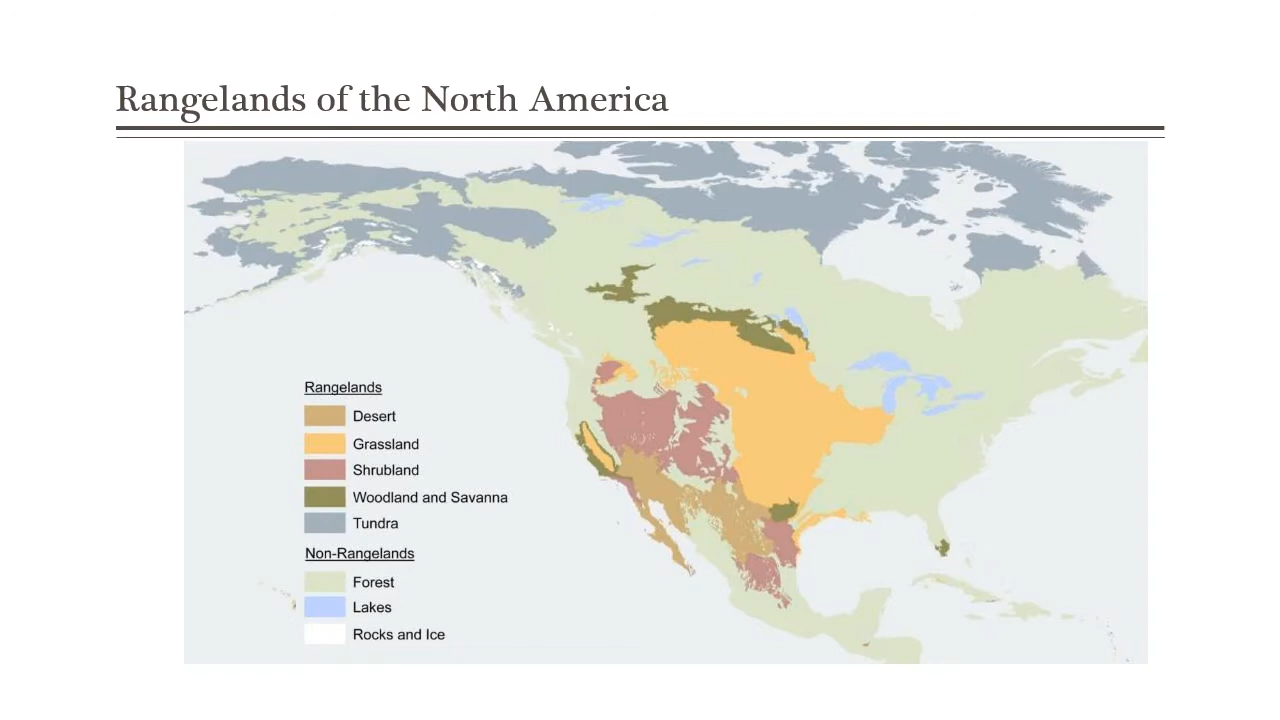 Rangelands of the North America
Rangelands
Desert
Grassland
Shrubland
Woodland and Savanna
Tundra
Non-Rangelands
Forest
Lakes
Rocks and Ice